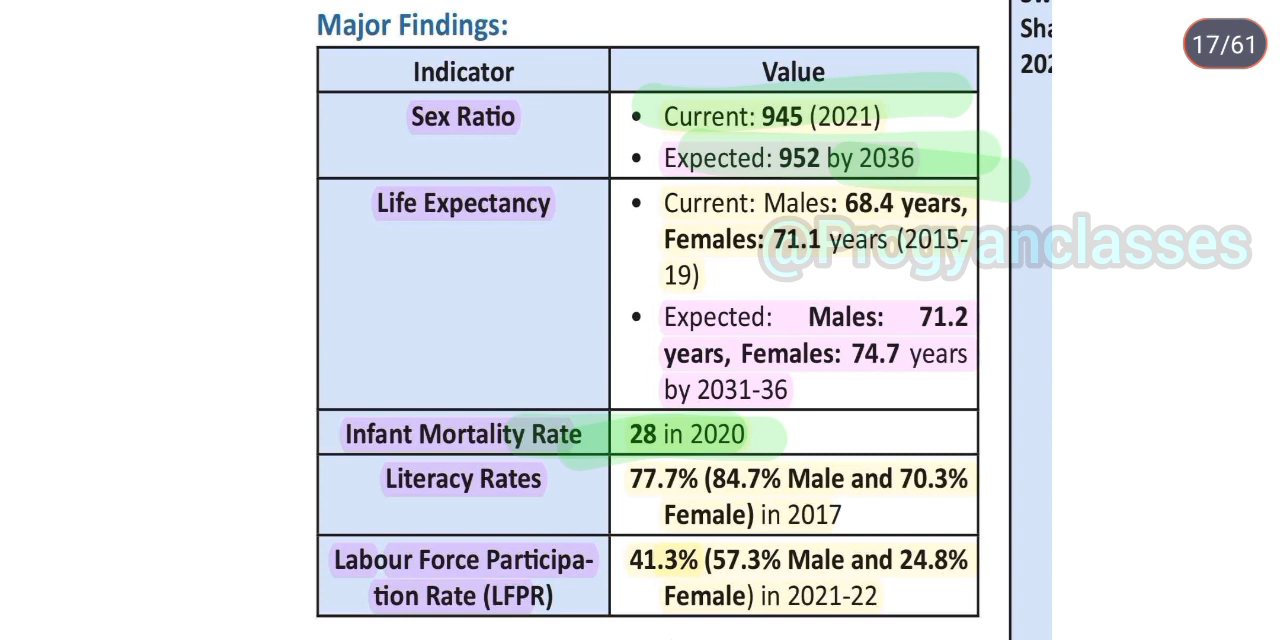 Major Findings:
Indicator
Value
Sex Ratio
• Current: 945 (2021)
• Expected: 952 by 2036
Life Expectancy
• Current: Males: 68.4 years,
Females: 71.1 years (2015-
19)
• Expected: Males: 71.2
years, Females: 74.7 years
by 2031-36
Infant Mortality Rate
28 in 2020
Literacy Rates
77.7% (84.7% Male and 70.3%
Female) in 2017
Labour Force Participa-
tion Rate (LFPR)
41.3% (57.3% Male and 24.8%
Female) in 2021-22
17/61
@Progyanclasses